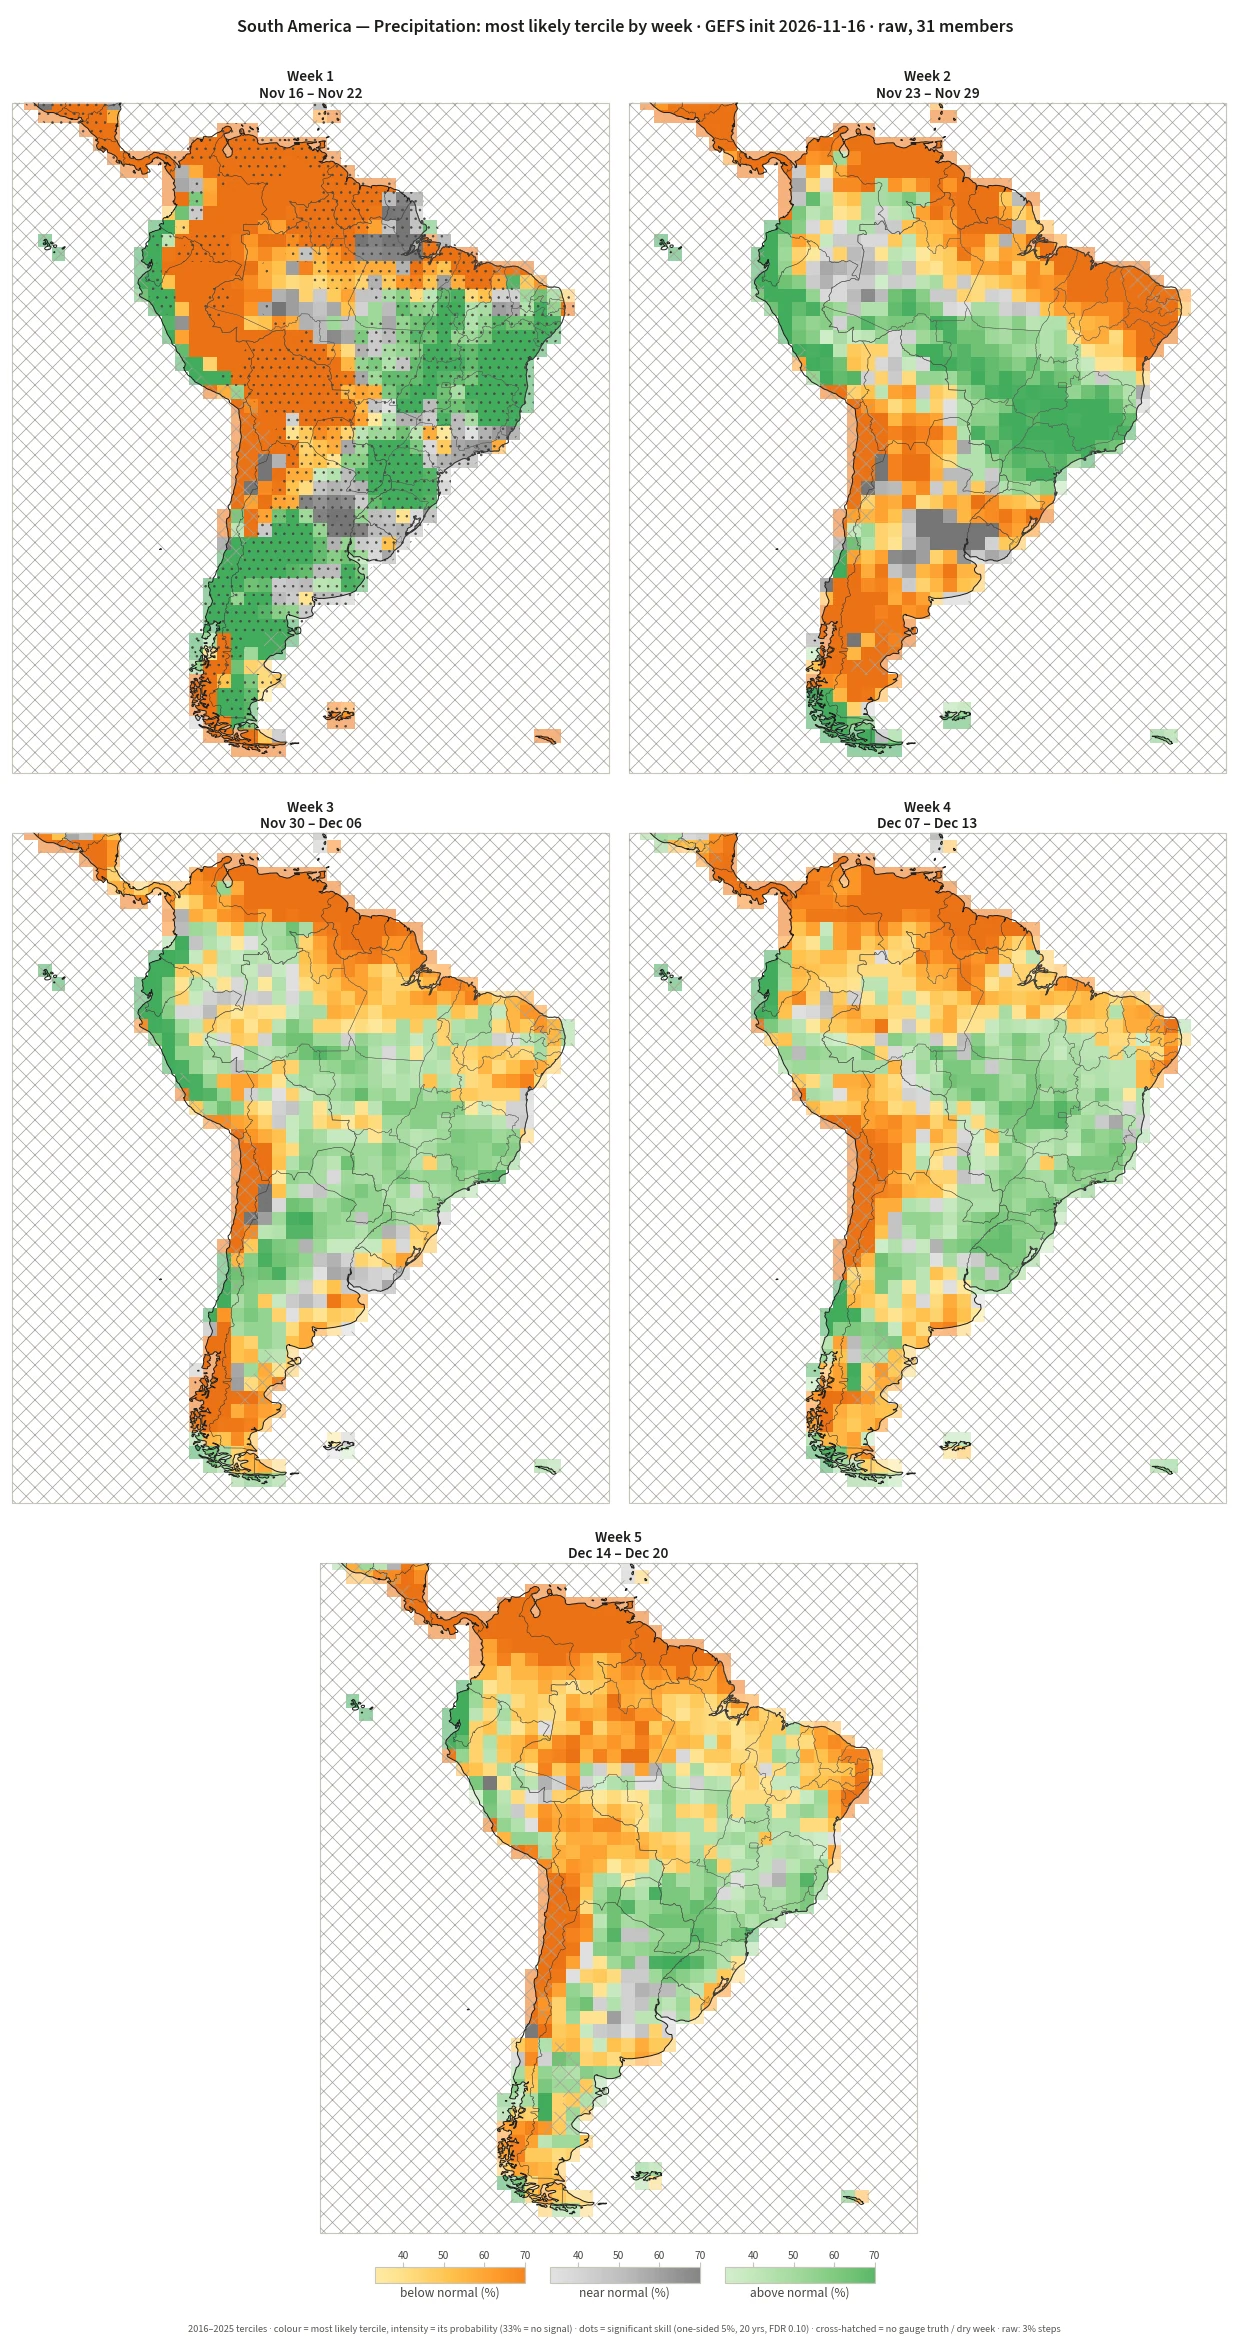 South America — Precipitation: most likely tercile by week · GEFS init 2026-11-16 · raw, 31 members
Week 1
Nov 16 – Nov 22
Week 2
Nov 23 – Nov 29
Week 3
Nov 30 – Dec 06
Week 4
Dec 07 – Dec 13
Week 5
Dec 14 – Dec 20
40 50 60 70
below normal (%)
40 50 60 70
near normal (%)
40 50 60 70
above normal (%)
2016–2025 terciles · colour = most likely tercile, intensity = its probability (33% = no signal) · dots = significant skill (one-sided 5%, 20 yrs, FDR 0.10) · cross-hatched = no gauge truth / dry week · raw: 3% steps